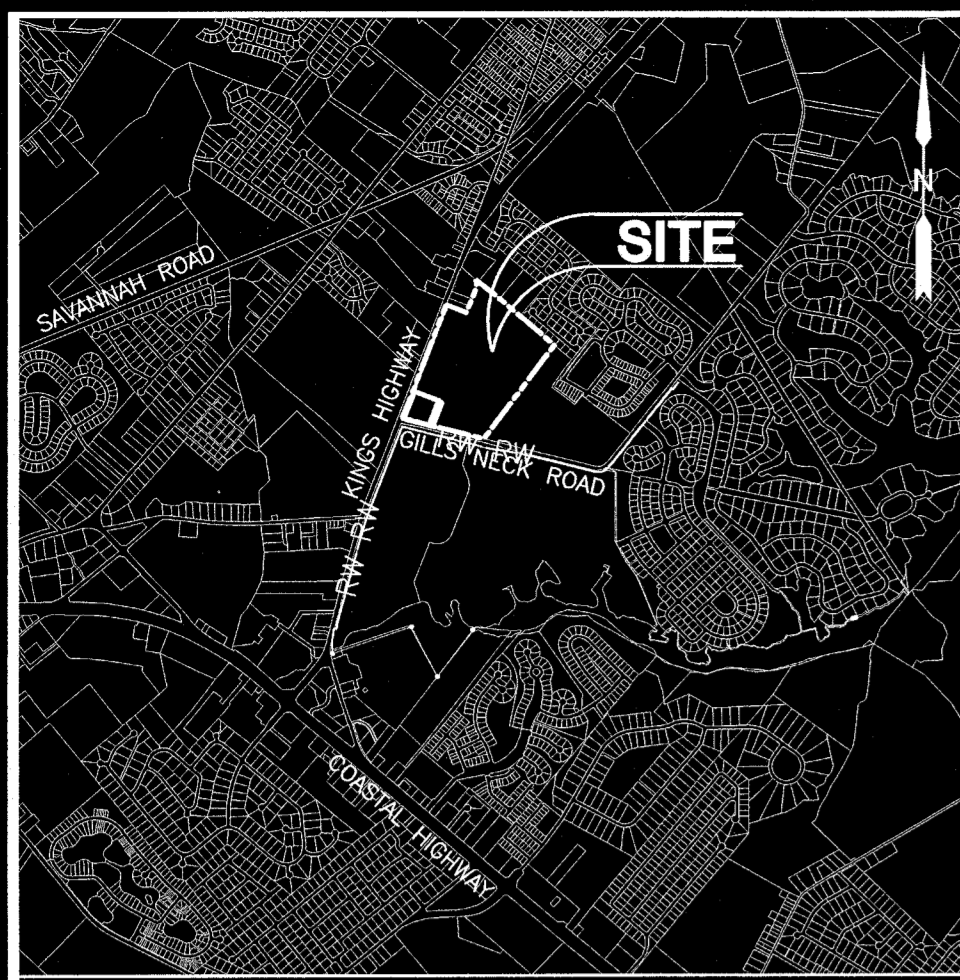 N
SITE
SAVANNAH ROAD
RW RW KINGS HIGHWAY
RW RW
GILLS NECK ROAD
COASTAL HIGHWAY